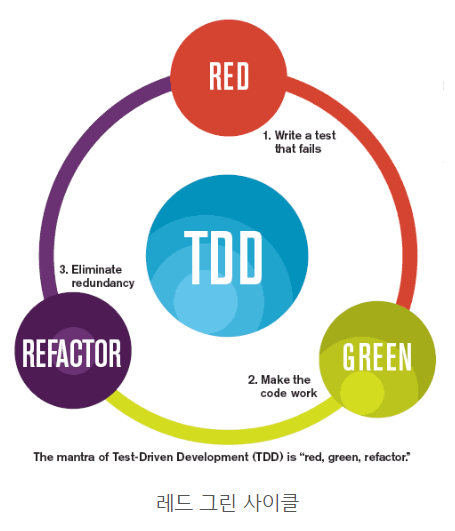 RED
1. Write a test
that fails
TDD
3. Eliminate
redundancy
REFACTOR
GREEN
2. Make the
code work
The mantra of Test-Driven Development (TDD) is “red, green, refactor.”
레드 그린 사이클